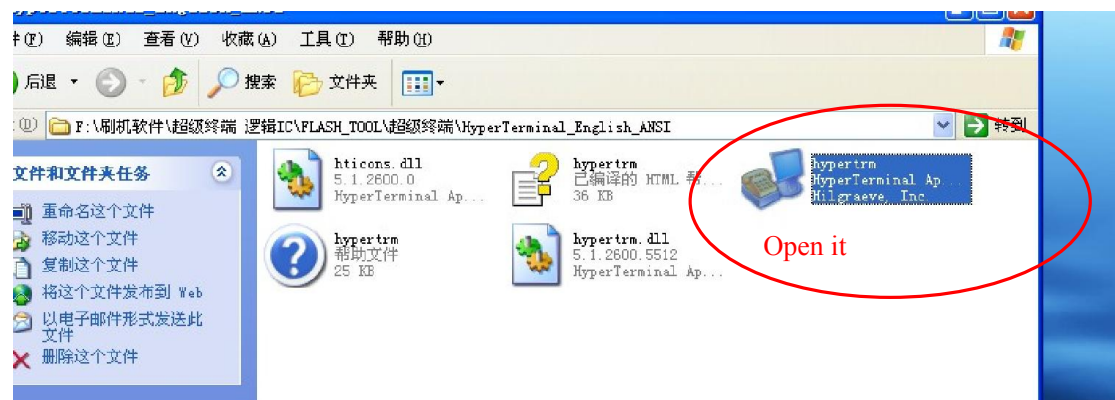 (F) 编辑(E) 查看(V) 收藏(A) 工具(T) 帮助(H)
后退 搜索 文件夹
(D) F:\刷机软件\超级终端 逻辑IC\FLASH_TOOL\超级终端\HyperTerminal_English_ANSI 转到
文件和文件夹任务
重命名这个文件
移动这个文件
复制这个文件
将这个文件发布到 Web
以电子邮件形式发送此
文件
删除这个文件
hticons.dll
5.1.2600.0
HyperTerminal Ap...
hypertrm
已编译的 HTML 帮...
36 KB
hypertrm
HyperTerminal Ap...
Hilgraeve, Inc.
hypertrm
帮助文件
25 KB
hypertrm.dll
5.1.2600.5512
HyperTerminal Ap...
Open it